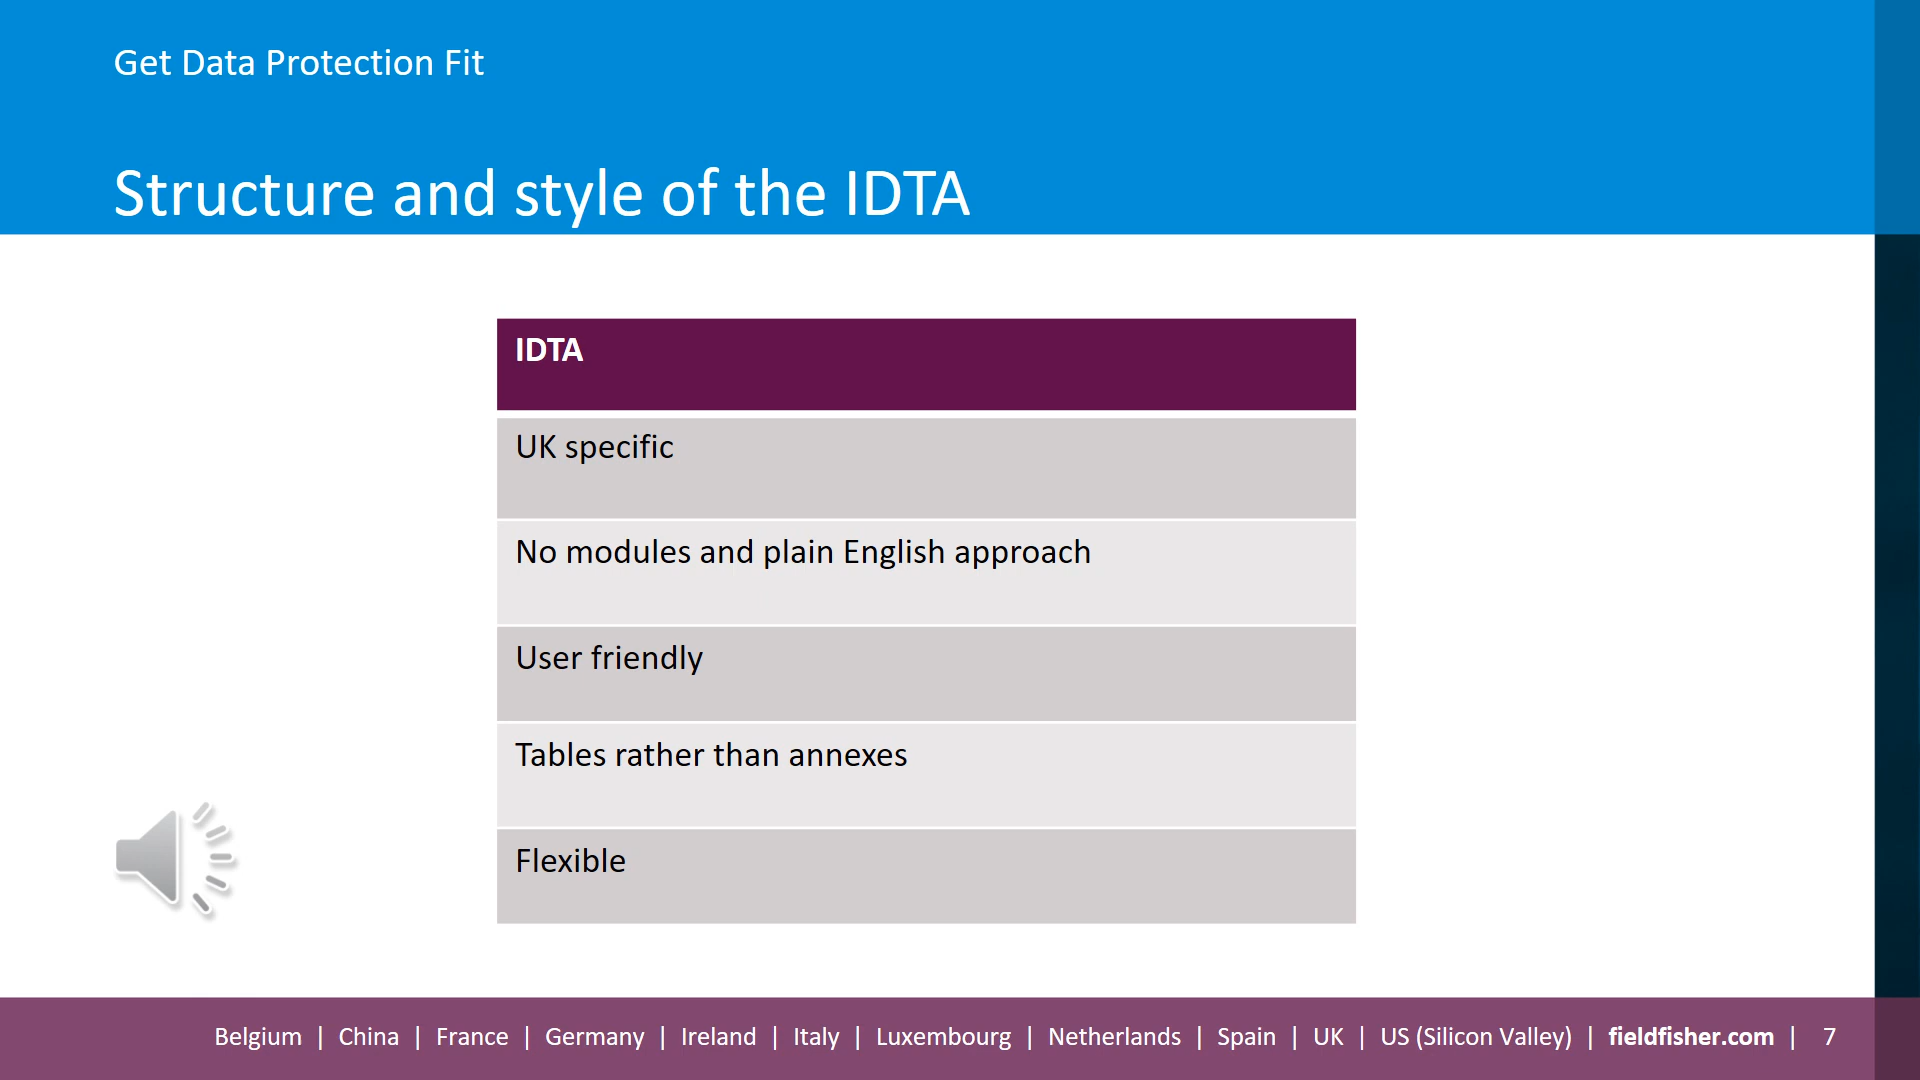 Get Data Protection Fit
Structure and style of the IDTA
IDTA
UK specific
No modules and plain English approach
User friendly
Tables rather than annexes
Flexible
Belgium | China | France | Germany | Ireland | Italy | Luxembourg | Netherlands | Spain | UK | US (Silicon Valley) | fieldfisher.com | 7